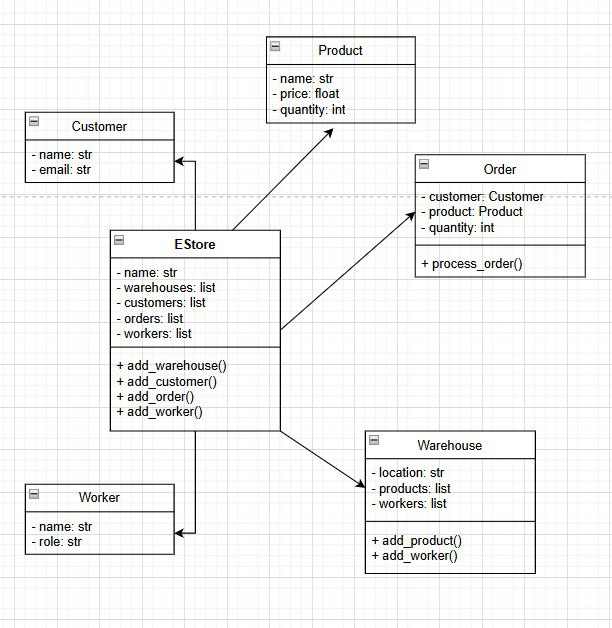 Product
- name: str
- price: float
- quantity: int
Customer
- name: str
- email: str
Order
- customer: Customer
- product: Product
- quantity: int
+ process_order()
EStore
- name: str
- warehouses: list
- customers: list
- orders: list
- workers: list
+ add_warehouse()
+ add_customer()
+ add_order()
+ add_worker()
Warehouse
- location: str
- products: list
- workers: list
+ add_product()
+ add_worker()
Worker
- name: str
- role: str